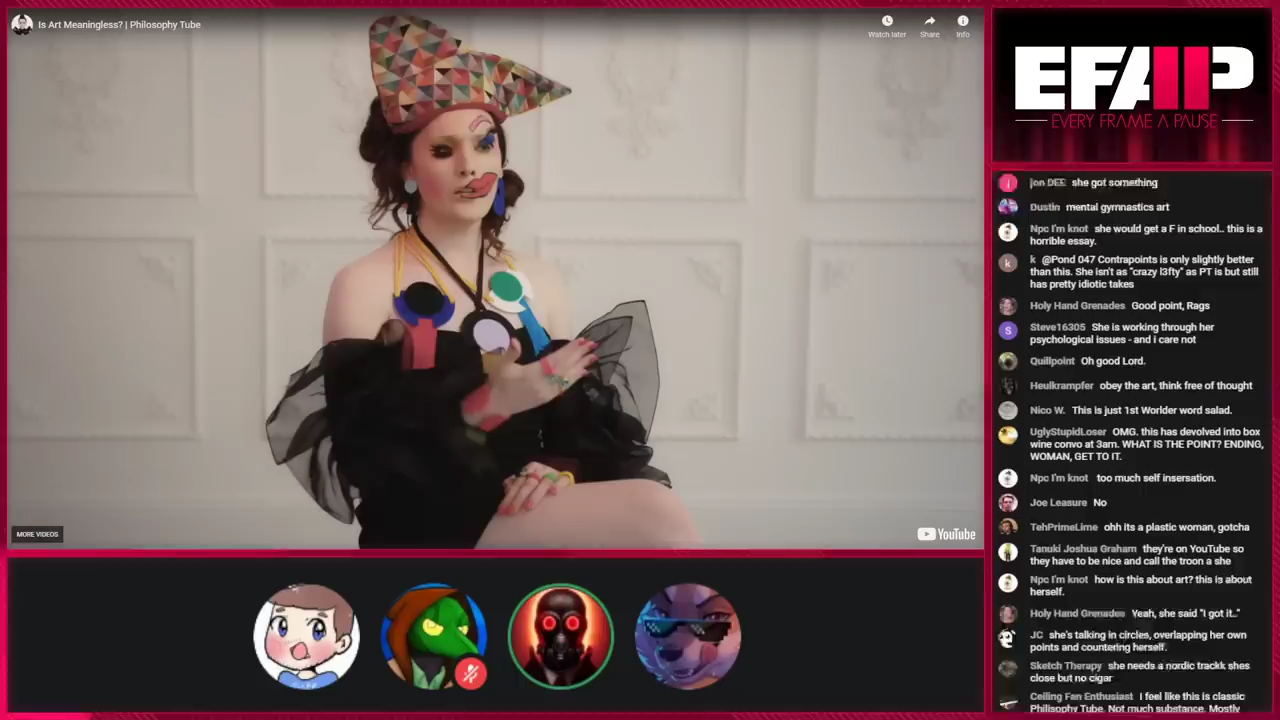 Is Art Meaningless? | Philosophy Tube
Watch later
Share
Info
MORE VIDEOS
YouTube
EFAP
EVERY FRAME A PAUSE
j
jon DEE she got something
Dustin mental gymnastics art
Npc I'm knot she would get a F in school.. this is a
horrible essay.
k
k @Pond 047 Contrapoints is only slightly better
than this. She isn't as "crazy l3fty" as PT is but still
has pretty idiotic takes
Holy Hand Grenades Good point, Rags
S
Steve16305 She is working through her
psychological issues - and i care not
Quillpoint Oh good Lord.
Heulkrampfer obey the art, think free of thought
Nico W. This is just 1st Worlder word salad.
UglyStupidLoser OMG. this has devolved into box
wine convo at 3am. WHAT IS THE POINT? ENDING,
WOMAN, GET TO IT.
Npc I'm knot too much self insersation.
Joe Leasure No
TehPrimeLime ohh its a plastic woman, gotcha
Tanuki Joshua Graham they're on YouTube so
they have to be nice and call the troon a she
Npc I'm knot how is this about art? this is about
herself.
Holy Hand Grenades Yeah, she said "I got it.."
JC she's talking in circles, overlapping her own
points and countering herself.
Sketch Therapy she needs a nordic trackk shes
close but no cigar
Ceiling Fan Enthusiast I feel like this is classic
Philisophy Tube. Not much substance. Mostly